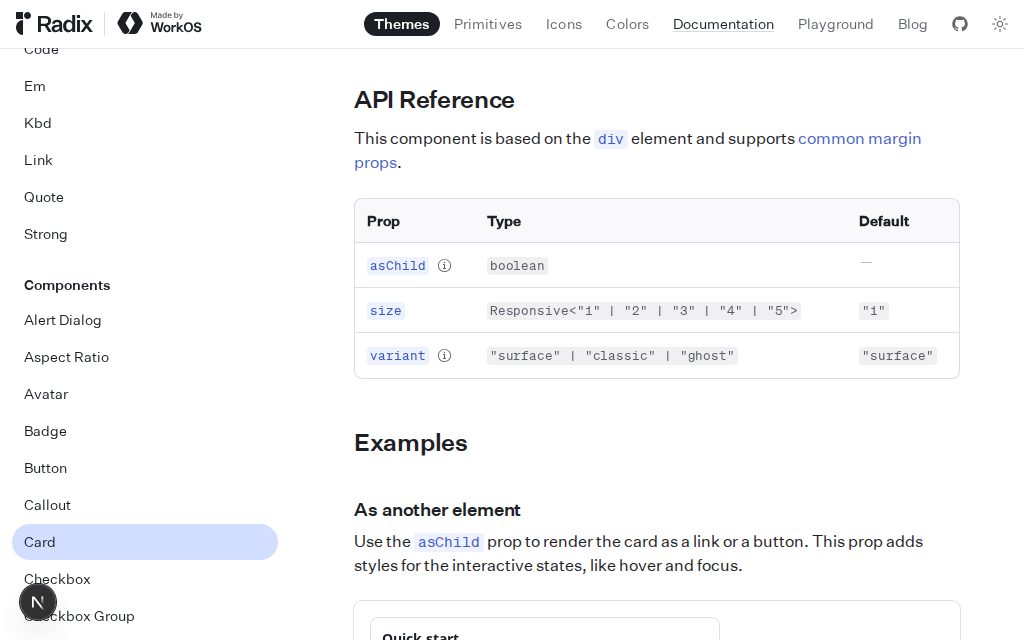 Radix
Made by
WorkOS
Themes
Primitives
Icons
Colors
Documentation
Playground
Blog
Code
Em
Kbd
Link
Quote
Strong
Components
Alert Dialog
Aspect Ratio
Avatar
Badge
Button
Callout
Card
Checkbox
Checkbox Group
N
API Reference
This component is based on the div element and supports common margin
props.
Prop Type Default
asChild boolean —
size Responsive<"1" | "2" | "3" | "4" | "5"> "1"
variant "surface" | "classic" | "ghost" "surface"
Examples
As another element
Use the asChild prop to render the card as a link or a button. This prop adds
styles for the interactive states, like hover and focus.
Quick start